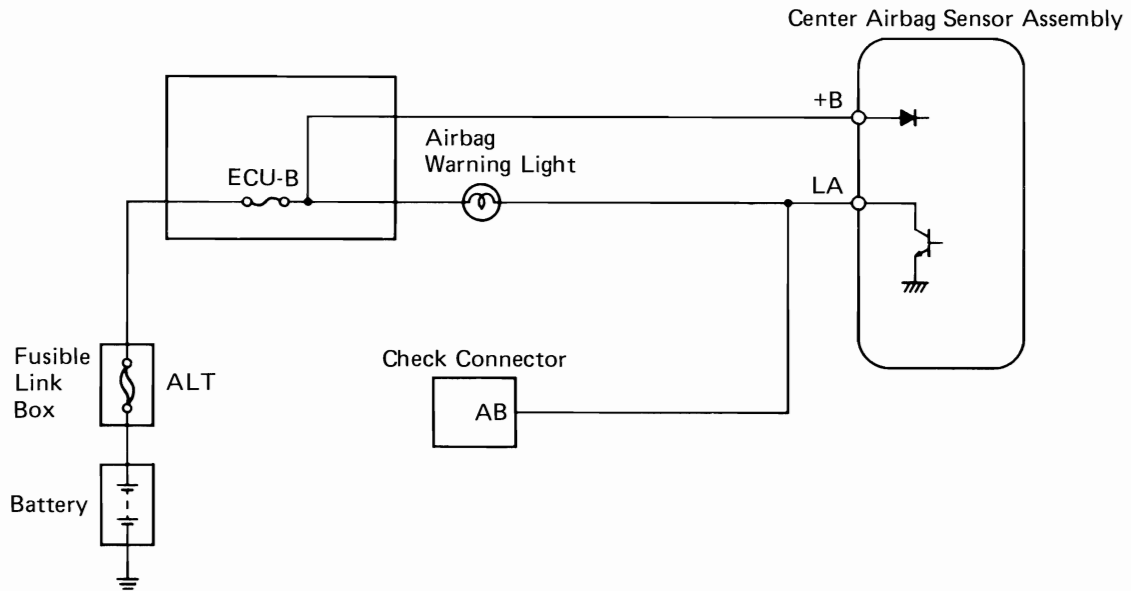 Center Airbag Sensor Assembly
+B
Airbag
Warning Light
ECU-B
LA
Fusible
Link
Box
ALT
Check Connector
AB
Battery